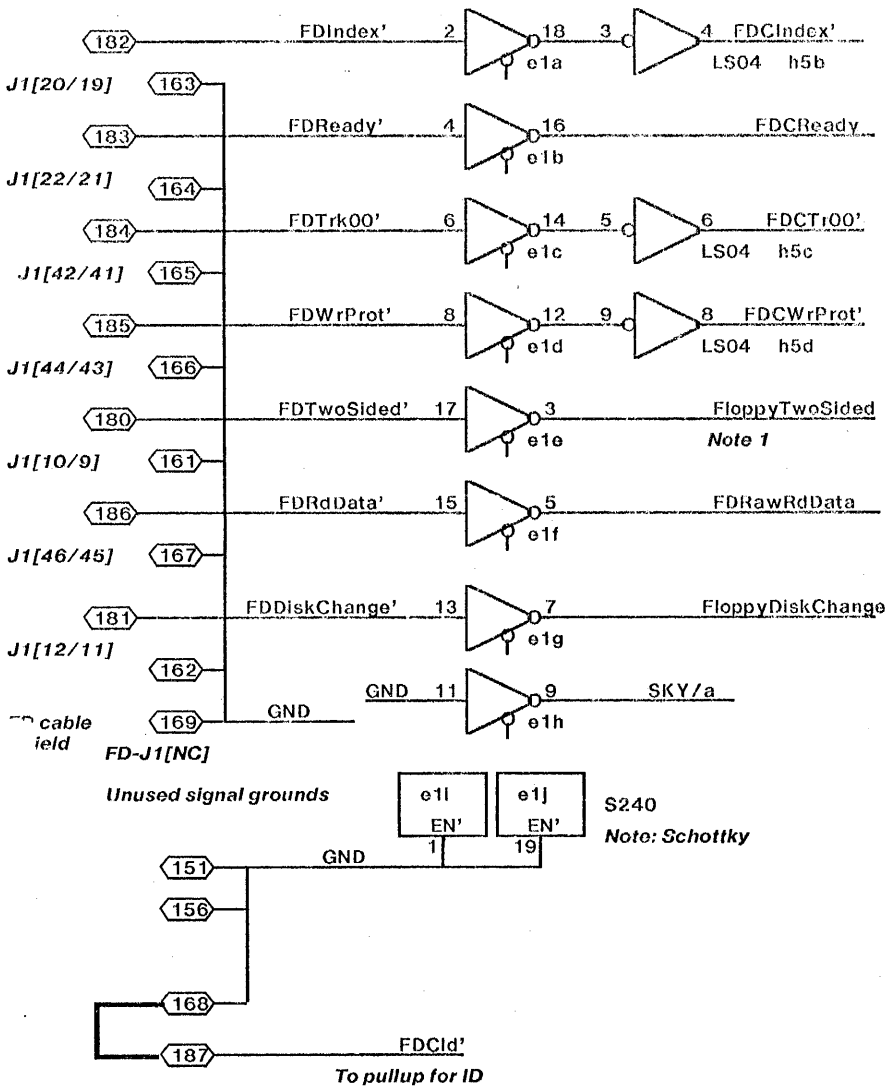 182 FDIndex' 2 18 3 4 FDCIndex'
e1a LS04 h5b
J1[20/19] 163
183 FDReady' 4 16 FDCReady
e1b
J1[22/21] 164
184 FDTrk00' 6 14 5 6 FDCTr00'
e1c LS04 h5c
J1[42/41] 165
185 FDWrProt' 8 12 9 8 FDCWrProt'
e1d LS04 h5d
J1[44/43] 166
180 FDTwoSided' 17 3 FloppyTwoSided
e1e Note 1
J1[10/9] 161
186 FDRdData' 15 5 FDRawRdData
e1f
J1[46/45] 167
181 FDDiskChange' 13 7 FloppyDiskChange
e1g
J1[12/11] 162
GND 11 9 SKY/a
e1h
cable 169 GND
ield FD-J1[NC]
Unused signal grounds
e1i e1j S240
EN' EN' Note: Schottky
1 19
151 GND
156
168
187 FDCId'
To pullup for ID